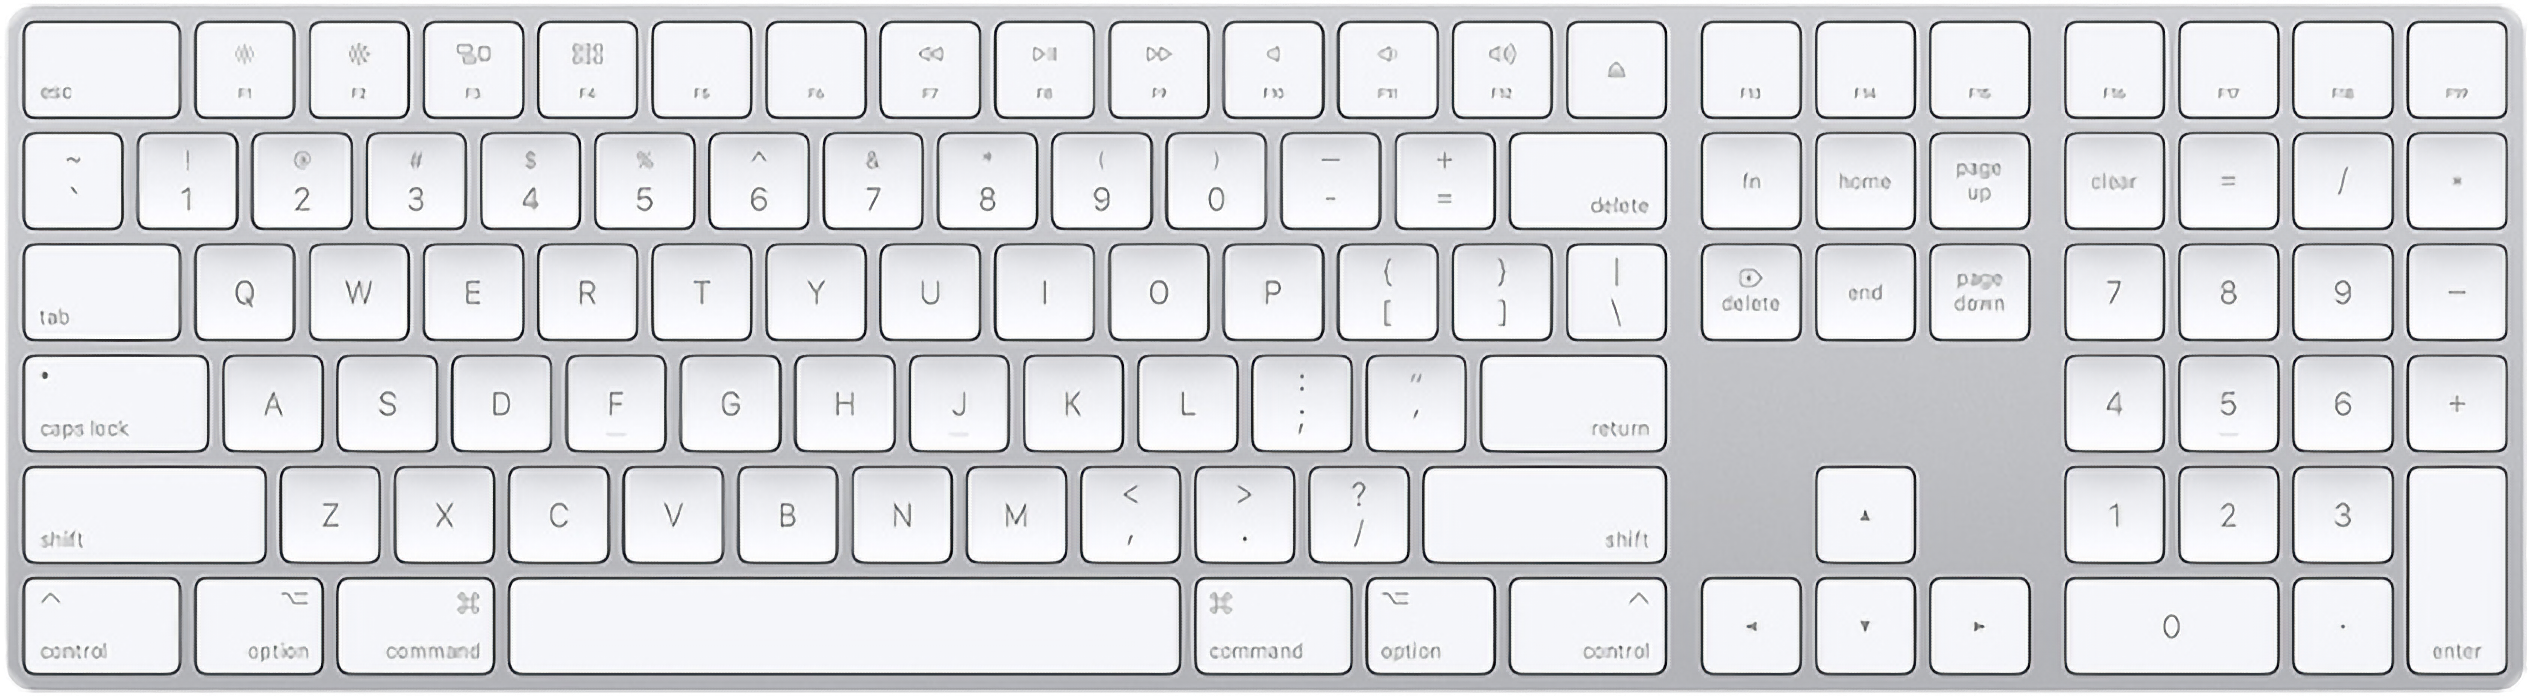 esc F1 F2 F3 F4 F5 F6 F7 F8 F9 F10 F11 F12 F13 F14 F15 F16 F17 F18 F19
~ ! @ # $ % ^ & * ( ) — +
` 1 2 3 4 5 6 7 8 9 0 - = delete fn home page up clear = / *
tab Q W E R T Y U I O P { [ } ] | \ delete end page down 7 8 9 −
caps lock A S D F G H J K L : ; " ' return 4 5 6 +
shift Z X C V B N M < , > . ? / shift 1 2 3
control option command command option control 0 . enter